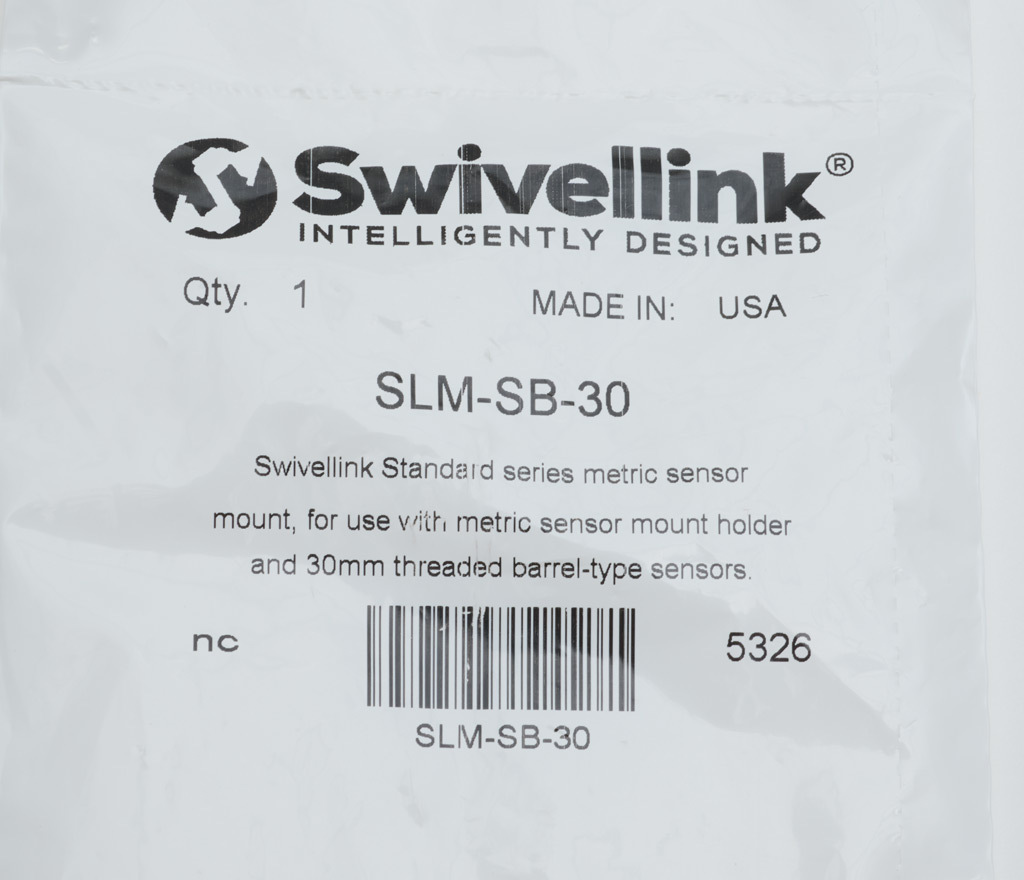 Swivellink®
INTELLIGENTLY DESIGNED
Qty. 1 MADE IN: USA
SLM-SB-30
Swivellink Standard series metric sensor
mount, for use with metric sensor mount holder
and 30mm threaded barrel-type sensors.
nc 5326
SLM-SB-30